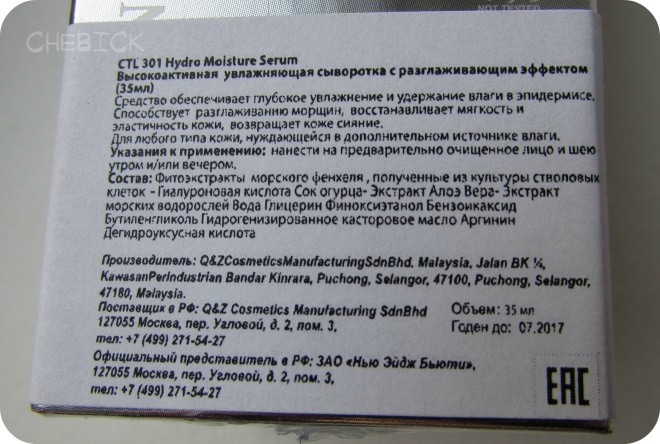 CHEBICK
NOT TESTED
CTL 301 Hydro Moisture Serum
Высокоактивная увлажняющая сыворотка с разглаживающим эффектом
(35мл)
Средство обеспечивает глубокое увлажнение и удержание влаги в эпидермисе.
Способствует разглаживанию морщин, восстанавливает мягкость и
эластичность кожи, возвращает коже сияние.
Для любого типа кожи, нуждающейся в дополнительном источнике влаги.
Указания к применению: нанести на предварительно очищенное лицо и шею
утром и/или вечером.
Состав: Фитоэкстракты морского фенхеля , полученные из культуры стволовых
клеток - Гиалуроновая кислота Сок огурца- Экстракт Алоэ Вера- Экстракт
морских водорослей Вода Глицерин Финоксиэтанол Бензоикаксид
Бутиленгликоль Гидрогенизированное касторовое масло Аргинин
Дегидроуксусная кислота
Производитель: Q&ZCosmeticsManufacturingSdnBhd. Malaysia, Jalan BK ¼,
KawasanPerindustrian Bandar Kinrara, Puchong, Selangor, 47100, Puchong, Selangor,
47180, Malaysia.
Поставщик в РФ: Q&Z Cosmetics Manufacturing SdnBhd
127055 Москва, пер. Угловой, д. 2, пом. 3,
тел: +7 (499) 271-54-27
Объем: 35 мл
Годен до: 07.2017
Официальный представитель в РФ: ЗАО «Нью Эйдж Бьюти»,
127055 Москва, пер. Угловой, д. 2, пом. 3,
тел: +7 (499) 271-54-27
EAC